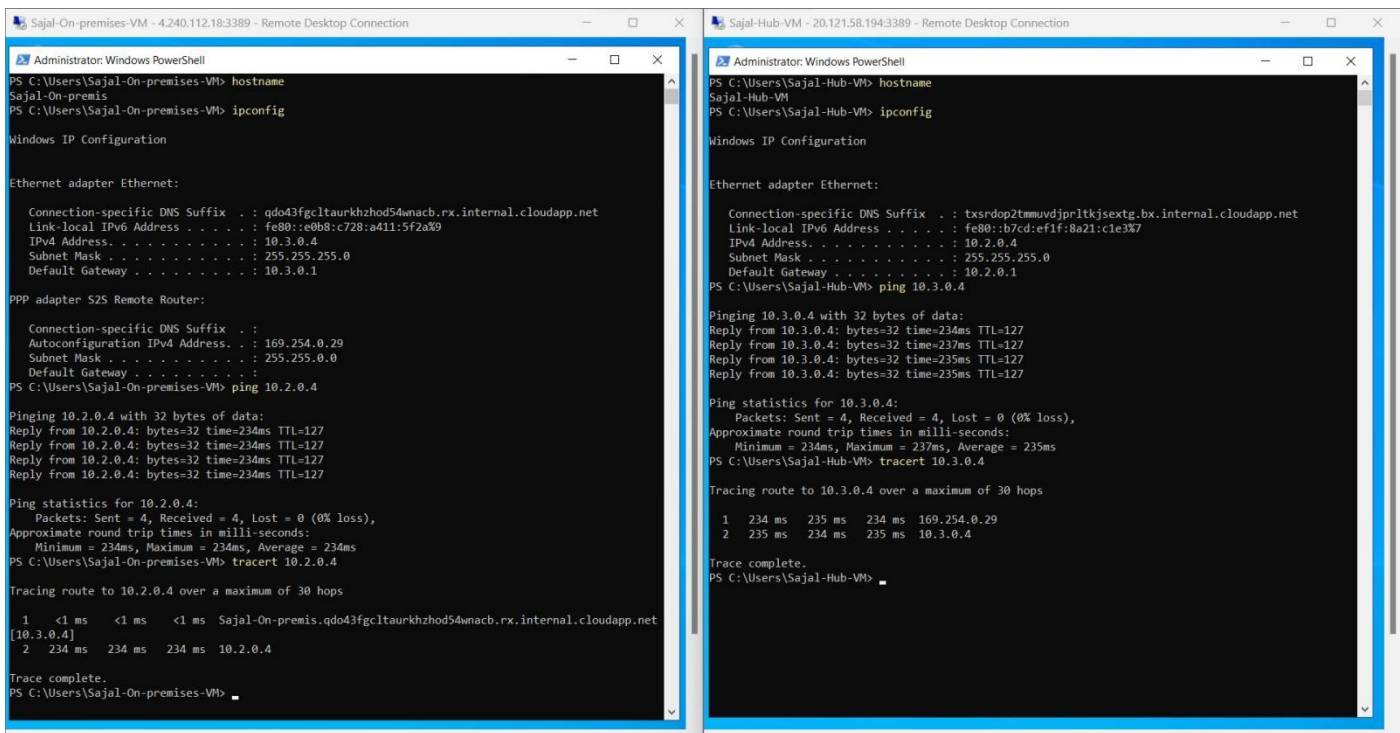 Sajal-On-premises-VM - 4.240.112.18:3389 - Remote Desktop Connection
Administrator: Windows PowerShell
PS C:\Users\Sajal-On-premises-VM> hostname
Sajal-On-premis
PS C:\Users\Sajal-On-premises-VM> ipconfig
Windows IP Configuration
Ethernet adapter Ethernet:
Connection-specific DNS Suffix . : qdo43fgcltaurkhzhod54wnacb.rx.internal.cloudapp.net
Link-local IPv6 Address . . . . . : fe80::e0b8:c728:a411:5f2a%9
IPv4 Address. . . . . . . . . . . : 10.3.0.4
Subnet Mask . . . . . . . . . . . : 255.255.255.0
Default Gateway . . . . . . . . . : 10.3.0.1
PPP adapter S2S Remote Router:
Connection-specific DNS Suffix . :
Autoconfiguration IPv4 Address. . : 169.254.0.29
Subnet Mask . . . . . . . . . . . : 255.255.0.0
Default Gateway . . . . . . . . . :
PS C:\Users\Sajal-On-premises-VM> ping 10.2.0.4
Pinging 10.2.0.4 with 32 bytes of data:
Reply from 10.2.0.4: bytes=32 time=234ms TTL=127
Reply from 10.2.0.4: bytes=32 time=234ms TTL=127
Reply from 10.2.0.4: bytes=32 time=234ms TTL=127
Reply from 10.2.0.4: bytes=32 time=234ms TTL=127
Ping statistics for 10.2.0.4:
Packets: Sent = 4, Received = 4, Lost = 0 (0% loss),
Approximate round trip times in milli-seconds:
Minimum = 234ms, Maximum = 234ms, Average = 234ms
PS C:\Users\Sajal-On-premises-VM> tracert 10.2.0.4
Tracing route to 10.2.0.4 over a maximum of 30 hops
1 <1 ms <1 ms <1 ms Sajal-On-premis.qdo43fgcltaurkhzhod54wnacb.rx.internal.cloudapp.net
[10.3.0.4]
2 234 ms 234 ms 234 ms 10.2.0.4
Trace complete.
PS C:\Users\Sajal-On-premises-VM>
Sajal-Hub-VM - 20.121.58.194:3389 - Remote Desktop Connection
Administrator: Windows PowerShell
PS C:\Users\Sajal-Hub-VM> hostname
Sajal-Hub-VM
PS C:\Users\Sajal-Hub-VM> ipconfig
Windows IP Configuration
Ethernet adapter Ethernet:
Connection-specific DNS Suffix . : txsrdop2tmmuvdjprltkjsextg.bx.internal.cloudapp.net
Link-local IPv6 Address . . . . . : fe80::b7cd:ef1f:8a21:c1e3%7
IPv4 Address. . . . . . . . . . . : 10.2.0.4
Subnet Mask . . . . . . . . . . . : 255.255.255.0
Default Gateway . . . . . . . . . : 10.2.0.1
PS C:\Users\Sajal-Hub-VM> ping 10.3.0.4
Pinging 10.3.0.4 with 32 bytes of data:
Reply from 10.3.0.4: bytes=32 time=234ms TTL=127
Reply from 10.3.0.4: bytes=32 time=237ms TTL=127
Reply from 10.3.0.4: bytes=32 time=235ms TTL=127
Reply from 10.3.0.4: bytes=32 time=235ms TTL=127
Ping statistics for 10.3.0.4:
Packets: Sent = 4, Received = 4, Lost = 0 (0% loss),
Approximate round trip times in milli-seconds:
Minimum = 234ms, Maximum = 237ms, Average = 235ms
PS C:\Users\Sajal-Hub-VM> tracert 10.3.0.4
Tracing route to 10.3.0.4 over a maximum of 30 hops
1 234 ms 235 ms 234 ms 169.254.0.29
2 235 ms 234 ms 235 ms 10.3.0.4
Trace complete.
PS C:\Users\Sajal-Hub-VM>